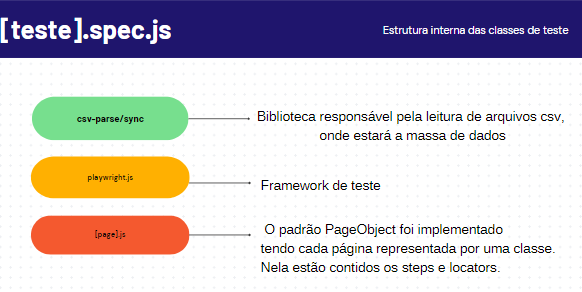 [teste].spec.js
Estrutura interna das classes de teste
csv-parse/sync
Biblioteca responsável pela leitura de arquivos csv,
onde estará a massa de dados
playwright.js
Framework de teste
[page].js
O padrão PageObject foi implementado
tendo cada página representada por uma classe.
Nela estão contidos os steps e locators.